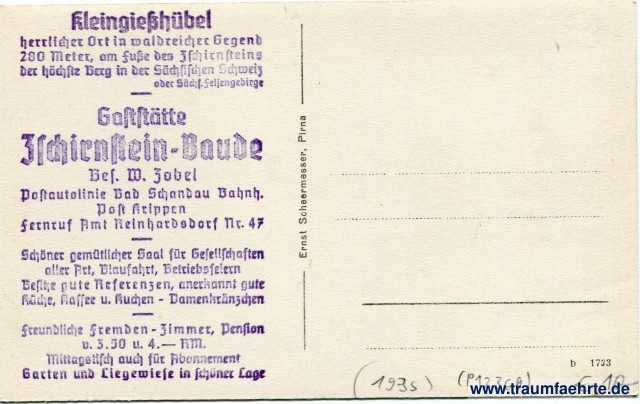 Kleingießhübel
herrlicher Ort in waldreicher Gegend
280 Meter, am Fuße des Zschirnsteins
der höchste Berg in der Sächsischen Schweiz
oder Sächs. Felsengebirge
Gaststätte
Zschirnstein-Baude
Bes. W. Zobel
Postautolinie Bad Schandau Bahnh.
Post Krippen
Fernruf Amt Reinhardsdorf Nr. 47
Schöner gemütlicher Saal für Gesellschaften
aller Art, Blaufahrt, Betriebsfeiern
Besitze gute Referenzen, anerkannt gute
Küche, Kaffee u. Kuchen - Damenkränzchen
Freundliche Fremden-Zimmer, Pension
v. 3.50 u. 4.— RM.
Mittagstisch auch für Abonnement
Garten und Liegewiese in schöner Lage
Ernst Scheermesser, Pirna
b 1723
(193s)
www.traumfaehrte.de